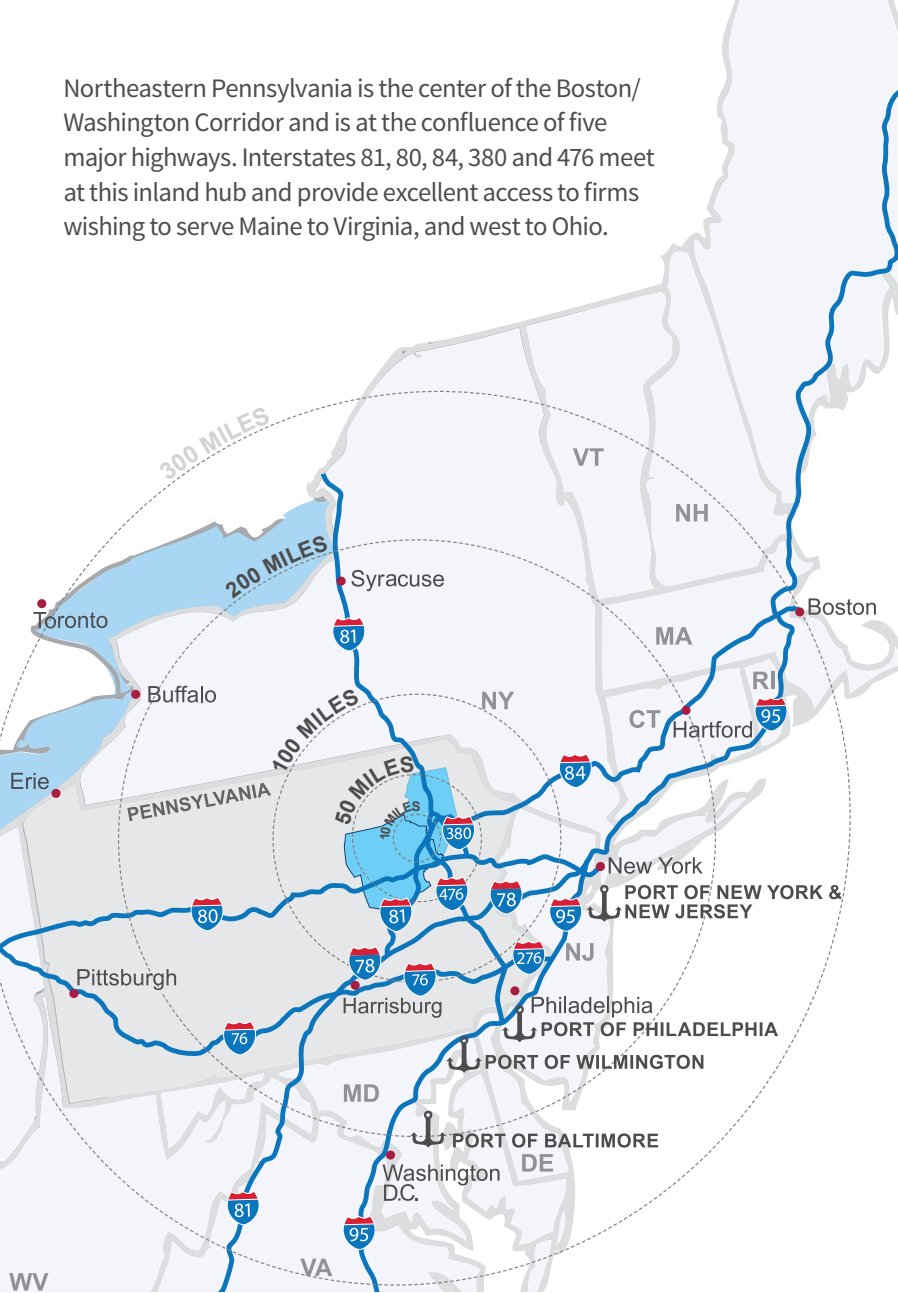 Northeastern Pennsylvania is the center of the Boston/
Washington Corridor and is at the confluence of five
major highways. Interstates 81, 80, 84, 380 and 476 meet
at this inland hub and provide excellent access to firms
wishing to serve Maine to Virginia, and west to Ohio.
300 MILES
VT
NH
200 MILES
Syracuse
Toronto
81
Boston
MA
Buffalo
NY
RI
100 MILES
CT
95
Hartford
84
50 MILES
Erie
PENNSYLVANIA
10 MILES
380
New York
PORT OF NEW YORK &
NEW JERSEY
476
78
80
81
95
NJ
276
78
76
Pittsburgh
Harrisburg
Philadelphia
PORT OF PHILADELPHIA
76
PORT OF WILMINGTON
MD
PORT OF BALTIMORE
DE
Washington
D.C.
81
95
VA
WV